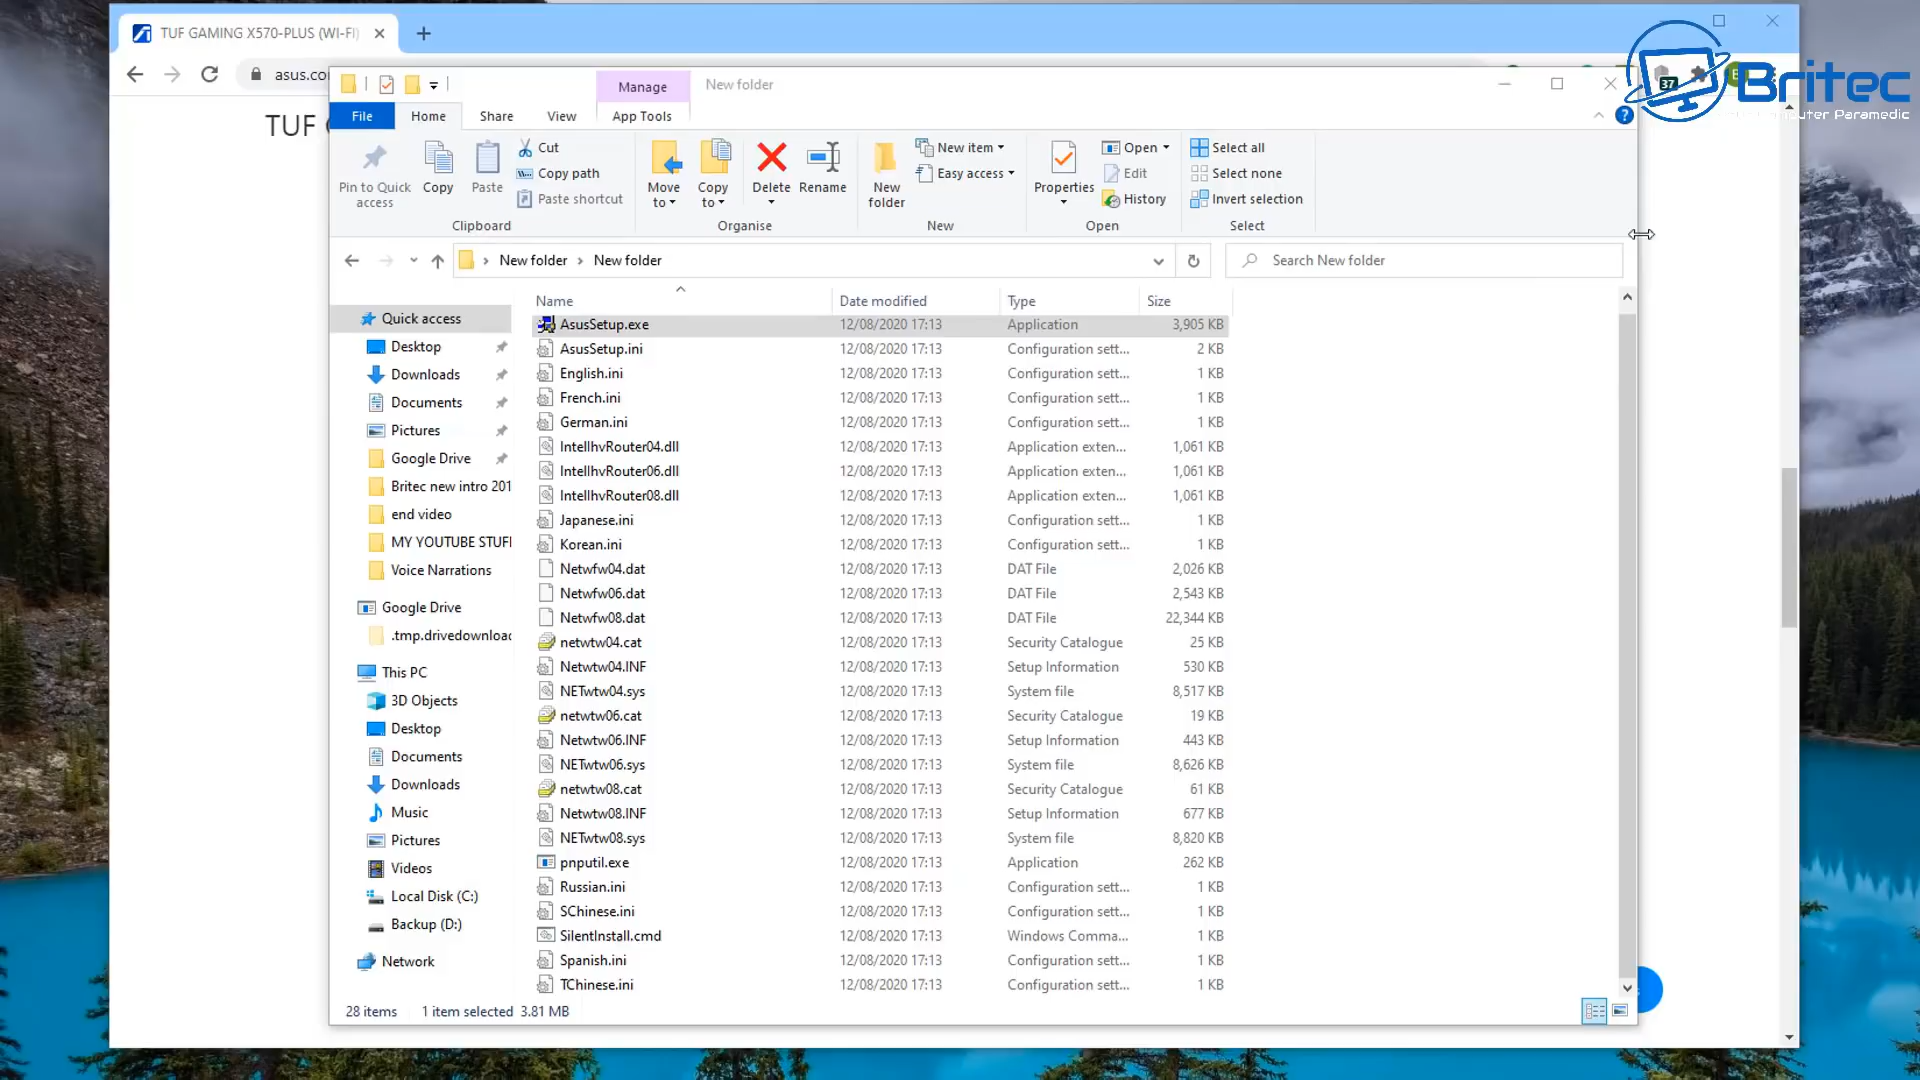 TUF GAMING X570-PLUS (WI-FI)
asus.co
37
Britec
Computer Paramedic
TUF
Manage
New folder
File
Home
Share
View
App Tools
Pin to Quick access
Copy
Paste
Cut
Copy path
Paste shortcut
Clipboard
Move to
Copy to
Delete
Rename
Organise
New folder
New item
Easy access
New
Properties
Open
Edit
History
Open
Select all
Select none
Invert selection
Select
New folder > New folder
Search New folder
Name Date modified Type Size
AsusSetup.exe 12/08/2020 17:13 Application 3,905 KB
AsusSetup.ini 12/08/2020 17:13 Configuration sett... 2 KB
English.ini 12/08/2020 17:13 Configuration sett... 1 KB
French.ini 12/08/2020 17:13 Configuration sett... 1 KB
German.ini 12/08/2020 17:13 Configuration sett... 1 KB
IntelIhvRouter04.dll 12/08/2020 17:13 Application exten... 1,061 KB
IntelIhvRouter06.dll 12/08/2020 17:13 Application exten... 1,061 KB
IntelIhvRouter08.dll 12/08/2020 17:13 Application exten... 1,061 KB
Japanese.ini 12/08/2020 17:13 Configuration sett... 1 KB
Korean.ini 12/08/2020 17:13 Configuration sett... 1 KB
Netwfw04.dat 12/08/2020 17:13 DAT File 2,026 KB
Netwfw06.dat 12/08/2020 17:13 DAT File 2,543 KB
Netwfw08.dat 12/08/2020 17:13 DAT File 22,344 KB
netwtw04.cat 12/08/2020 17:13 Security Catalogue 25 KB
Netwtw04.INF 12/08/2020 17:13 Setup Information 530 KB
NETwtw04.sys 12/08/2020 17:13 System file 8,517 KB
netwtw06.cat 12/08/2020 17:13 Security Catalogue 19 KB
Netwtw06.INF 12/08/2020 17:13 Setup Information 443 KB
NETwtw06.sys 12/08/2020 17:13 System file 8,626 KB
netwtw08.cat 12/08/2020 17:13 Security Catalogue 61 KB
Netwtw08.INF 12/08/2020 17:13 Setup Information 677 KB
NETwtw08.sys 12/08/2020 17:13 System file 8,820 KB
pnputil.exe 12/08/2020 17:13 Application 262 KB
Russian.ini 12/08/2020 17:13 Configuration sett... 1 KB
SChinese.ini 12/08/2020 17:13 Configuration sett... 1 KB
SilentInstall.cmd 12/08/2020 17:13 Windows Comma... 1 KB
Spanish.ini 12/08/2020 17:13 Configuration sett... 1 KB
TChinese.ini 12/08/2020 17:13 Configuration sett... 1 KB
Quick access
Desktop
Downloads
Documents
Pictures
Google Drive
Britec new intro 201
end video
MY YOUTUBE STUF
Voice Narrations
Google Drive
.tmp.drivedownload
This PC
3D Objects
Desktop
Documents
Downloads
Music
Pictures
Videos
Local Disk (C:)
Backup (D:)
Network
28 items 1 item selected 3.81 MB